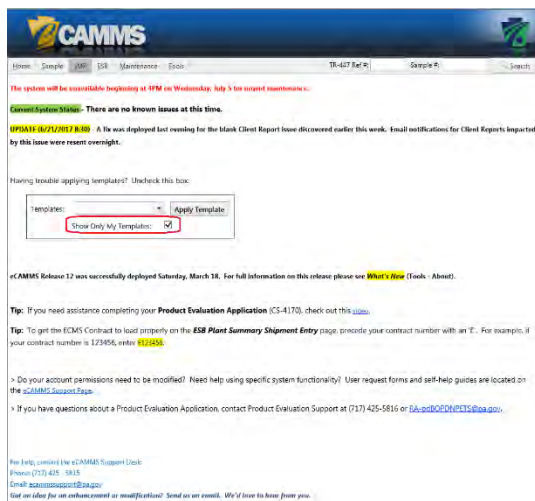 eCAMMS
Home Sample JMF ESB Maintenance Tools TR-447 Ref #: Sample #: Search
The system will be unavailable beginning at 4PM on Wednesday, July 5 for urgent maintenance.
Current System Status - There are no known issues at this time.
UPDATE (6/21/2017 8:30) - A fix was deployed last evening for the blank Client Report issue discovered earlier this week. Email notifications for Client Reports impacted
by this issue were resent overnight.
Having trouble applying templates? Uncheck this box:
Templates: Apply Template
Show Only My Templates:
eCAMMS Release 12 was successfully deployed Saturday, March 18. For full information on this release please see What's New (Tools - About).
Tip: If you need assistance completing your Product Evaluation Application (CS-4170), check out this video.
Tip: To get the ECMS Contract to load properly on the ESB Plant Summary Shipment Entry page, precede your contract number with an 'E'. For example, if
your contract number is 123456, enter E123456.
> Do your account permissions need to be modified? Need help using specific system functionality? User request forms and self-help guides are located on
the eCAMMS Support Page.
> If you have questions about a Product Evaluation Application, contact Product Evaluation Support at (717) 425-5816 or RA-pdBOPDNPETS@pa.gov.
For help, contact the eCAMMS Support Desk:
Phone: (717) 425 - 5815
Email: ecammssupport@pa.gov
Got an idea for an enhancement or modification? Send us an email. We'd love to hear from you.